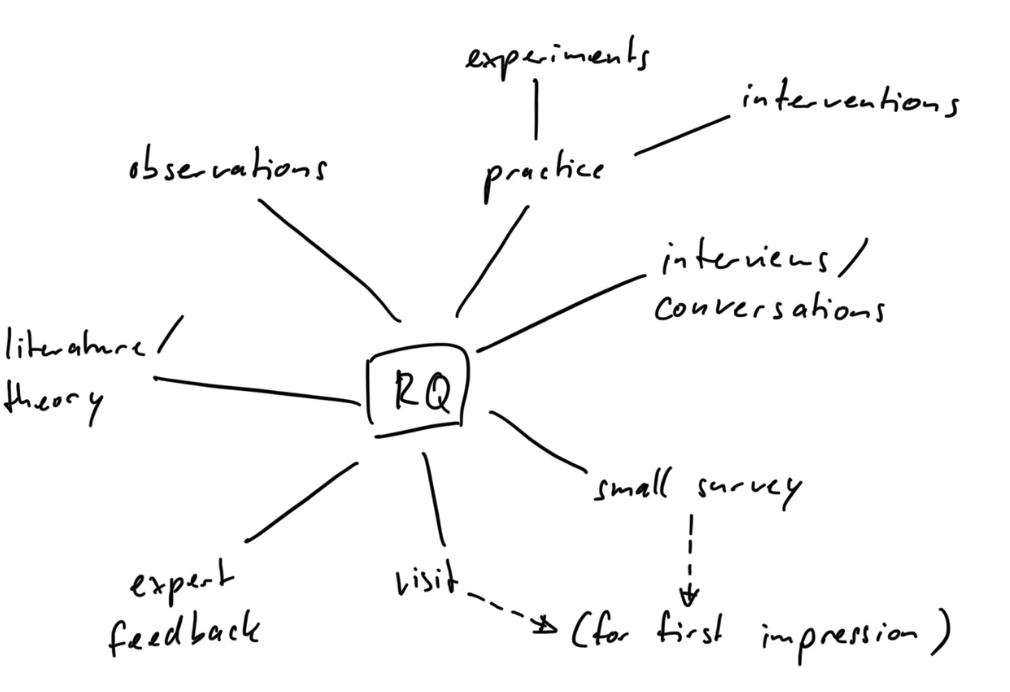 experiments
interventions
observations
practice
interviews /
conversations
literature /
theory
RQ
small survey
expert
feedback
visit
(for first impression)